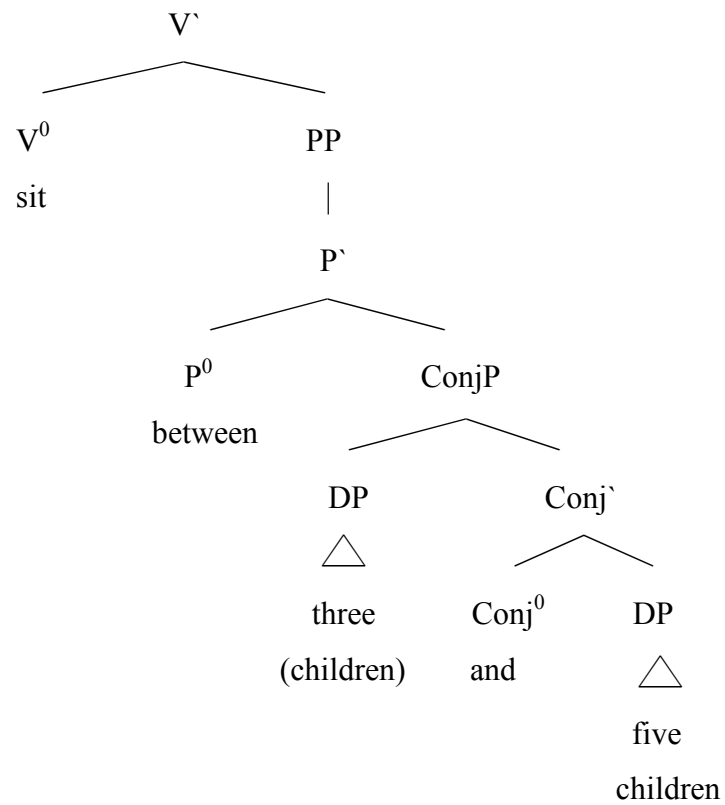 V`
V⁰ PP
sit
P`
P⁰ ConjP
between
DP Conj`
three Conj⁰ DP
(children) and
five
children